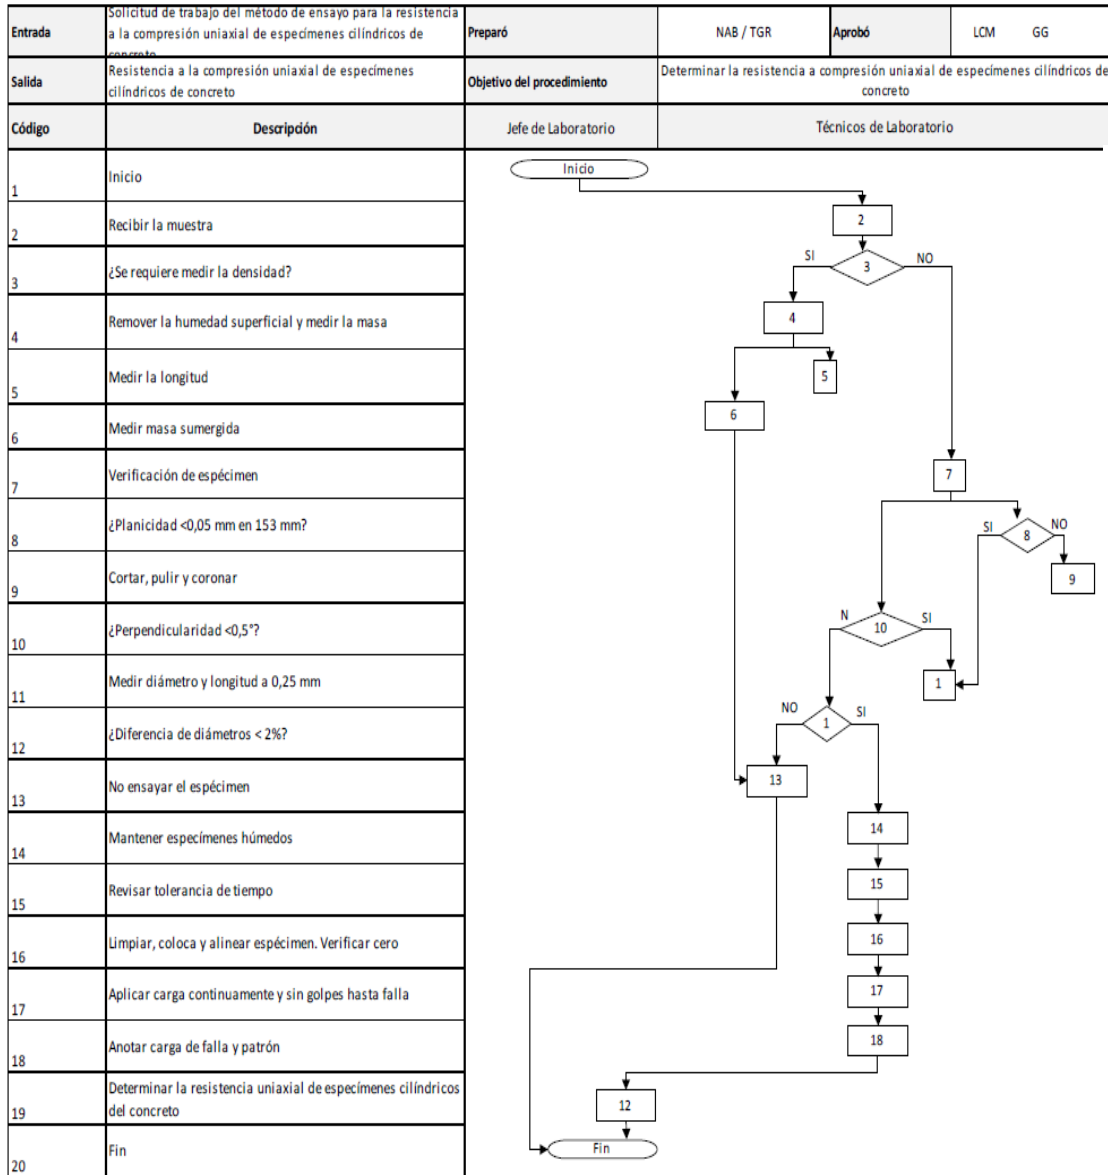 Entrada
Solicitud de trabajo del método de ensayo para la resistencia
a la compresión uniaxial de especímenes cilíndricos de
concreto
Preparó
NAB / TGR
Aprobó
LCM GG
Salida
Resistencia a la compresión uniaxial de especímenes
cilíndricos de concreto
Objetivo del procedimiento
Determinar la resistencia a compresión uniaxial de especímenes cilíndricos de
concreto
Código
Descripción
Jefe de Laboratorio
Técnicos de Laboratorio
1
Inicio
2
Recibir la muestra
3
¿Se requiere medir la densidad?
4
Remover la humedad superficial y medir la masa
5
Medir la longitud
6
Medir masa sumergida
7
Verificación de espécimen
8
¿Planicidad <0,05 mm en 153 mm?
9
Cortar, pulir y coronar
10
¿Perpendicularidad <0,5°?
11
Medir diámetro y longitud a 0,25 mm
12
¿Diferencia de diámetros < 2%?
13
No ensayar el espécimen
14
Mantener especímenes húmedos
15
Revisar tolerancia de tiempo
16
Limpiar, coloca y alinear espécimen. Verificar cero
17
Aplicar carga continuamente y sin golpes hasta falla
18
Anotar carga de falla y patrón
19
Determinar la resistencia uniaxial de especímenes cilíndricos
del concreto
20
Fin
Inicio
2
SI
3
NO
4
5
6
7
SI
8
NO
9
N
10
SI
1
NO
1
SI
13
14
15
16
17
18
12
Fin